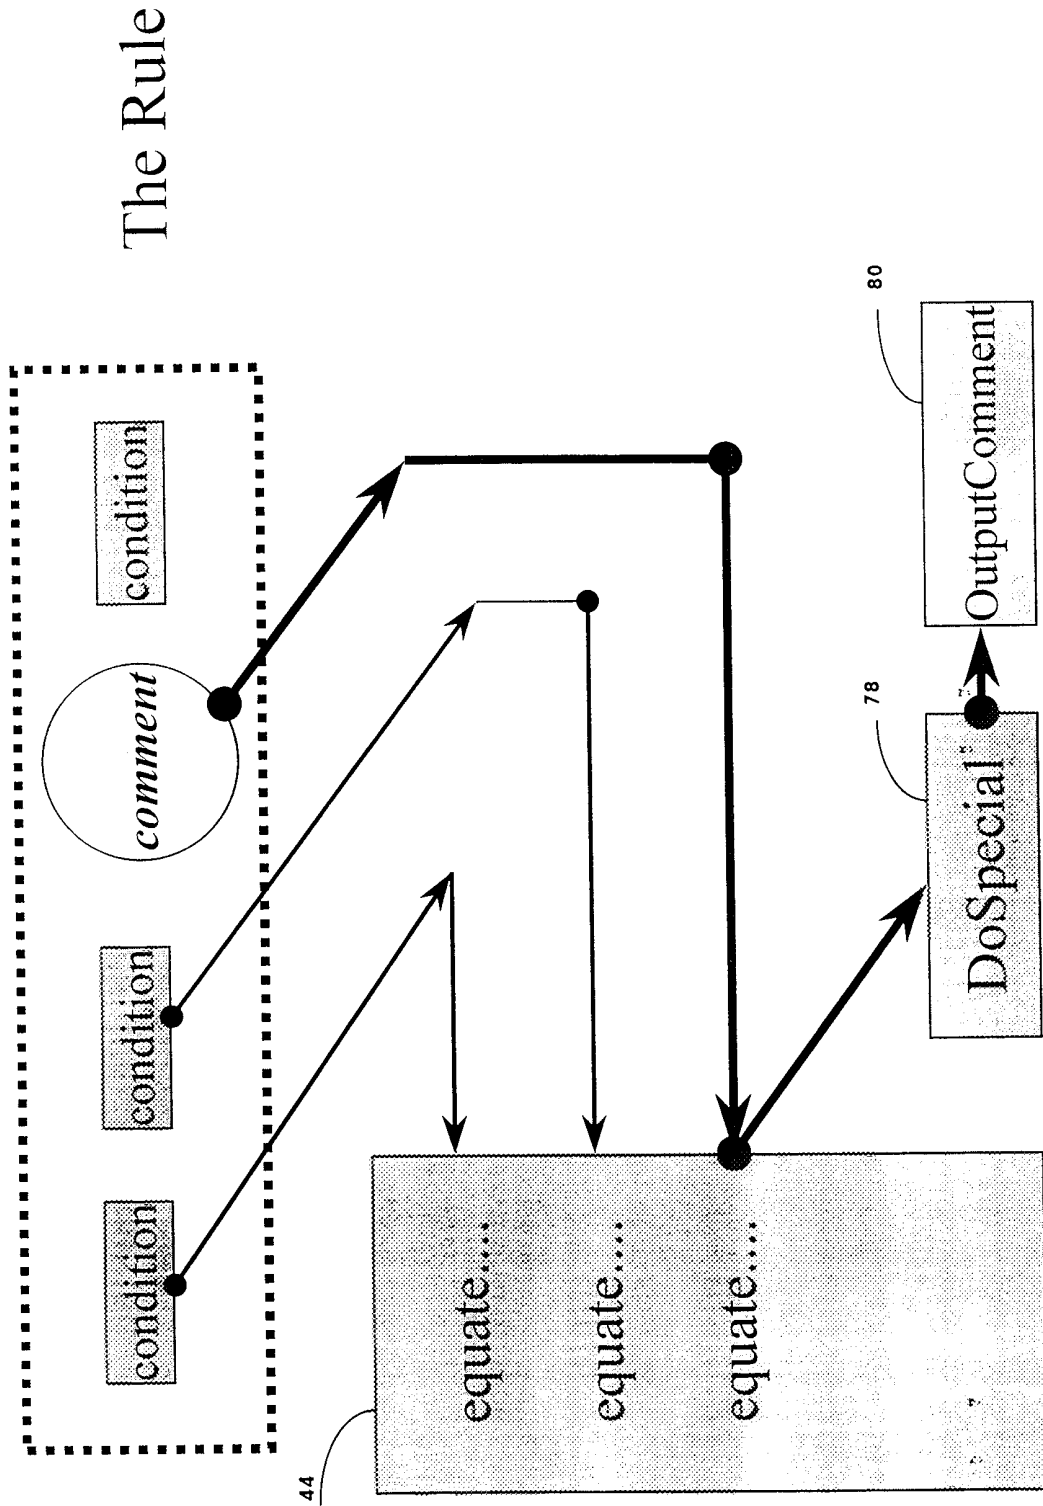 The Rule
condition
condition
comment
condition
44
equate.....
equate.....
equate.....
78
DoSpecial
80
OutputComment